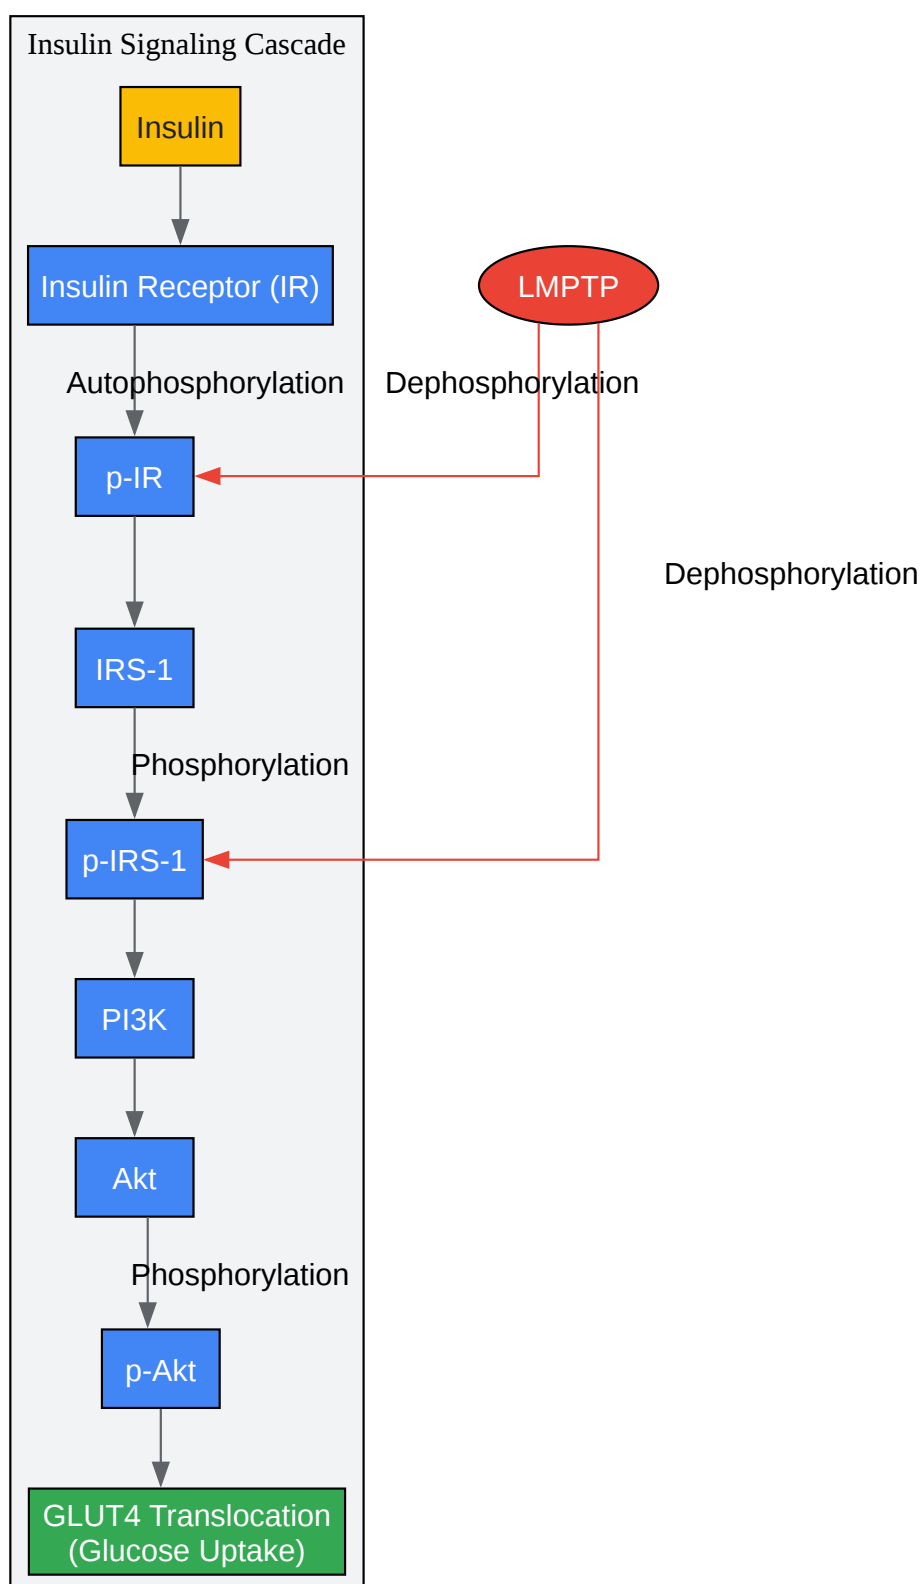 Insulin Signaling Cascade
Insulin
Insulin Receptor (IR)
LMPTP
Autophosphorylation
Dephosphorylation
p-IR
Dephosphorylation
IRS-1
Phosphorylation
p-IRS-1
PI3K
Akt
Phosphorylation
p-Akt
GLUT4 Translocation
(Glucose Uptake)